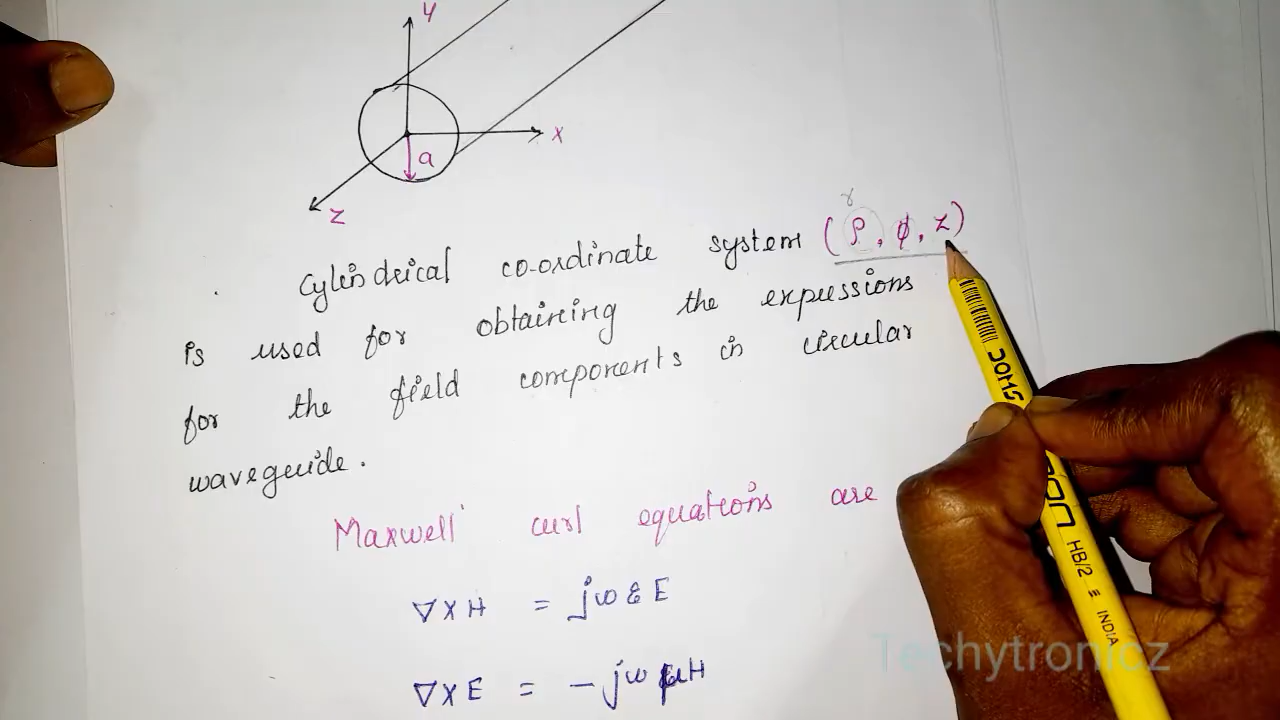 y
x
a
z
r
Cylindrical co-ordinate system (ρ, φ, z)
is used for obtaining the expressions
for the field components in circular
waveguide.
Maxwell' curl equations are
∇ X H = jωεE
∇ X E = - jωμH
DOMS
HB/2 INDIA
Techytronicz